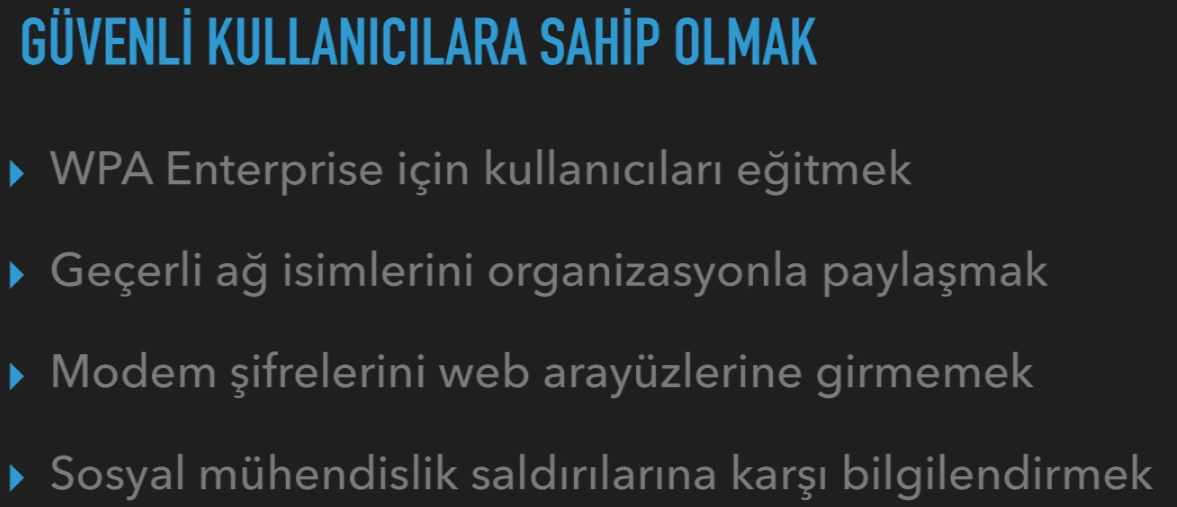 GÜVENLİ KULLANICILARA SAHİP OLMAK
WPA Enterprise için kullanıcıları eğitmek
Geçerli ağ isimlerini organizasyonla paylaşmak
Modem şifrelerini web arayüzlerine girmemek
Sosyal mühendislik saldırılarına karşı bilgilendirmek